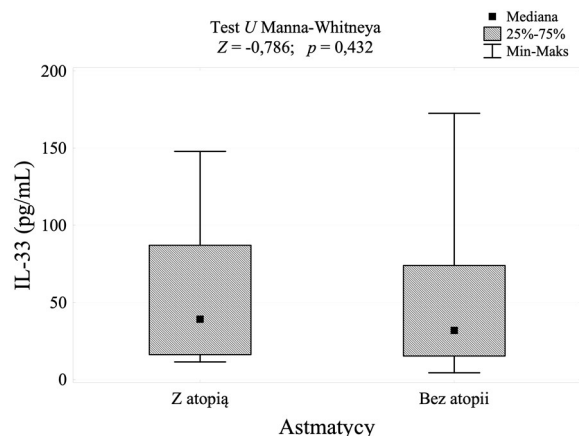 Test U Manna-Whitneya
Z = -0,786; p = 0,432
Mediana
25%-75%
Min-Maks
IL-33 (pg/mL)
200
150
100
50
0
Z atopią
Bez atopii
Astmatycy